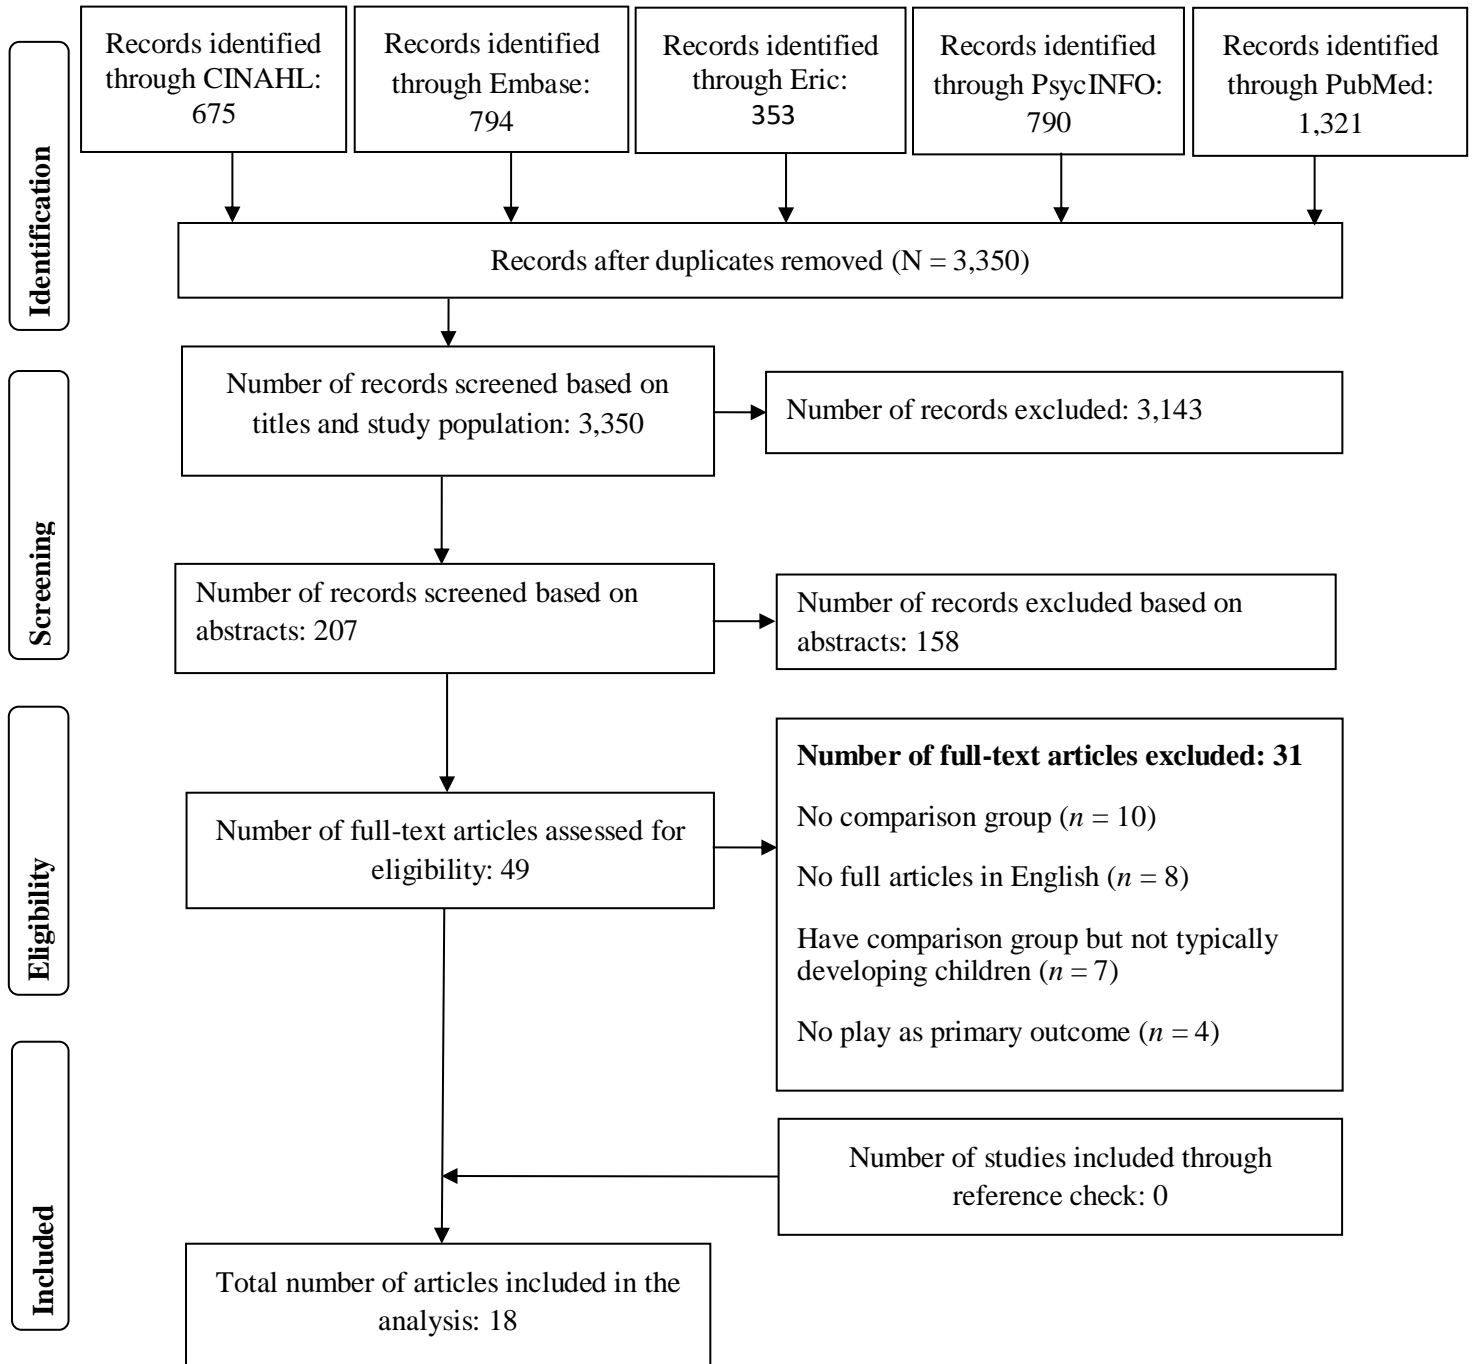 Records identified
through CINAHL:
675
Records identified
through Embase:
794
Records identified
through Eric:
353
Records identified
through PsycINFO:
790
Records identified
through PubMed:
1,321
Identification
Records after duplicates removed (N = 3,350)
Screening
Number of records screened based on
titles and study population: 3,350
Number of records excluded: 3,143
Number of records screened based on
abstracts: 207
Number of records excluded based on
abstracts: 158
Eligibility
Number of full-text articles assessed for
eligibility: 49
Number of full-text articles excluded: 31
No comparison group (n = 10)
No full articles in English (n = 8)
Have comparison group but not typically
developing children (n = 7)
No play as primary outcome (n = 4)
Included
Number of studies included through
reference check: 0
Total number of articles included in the
analysis: 18